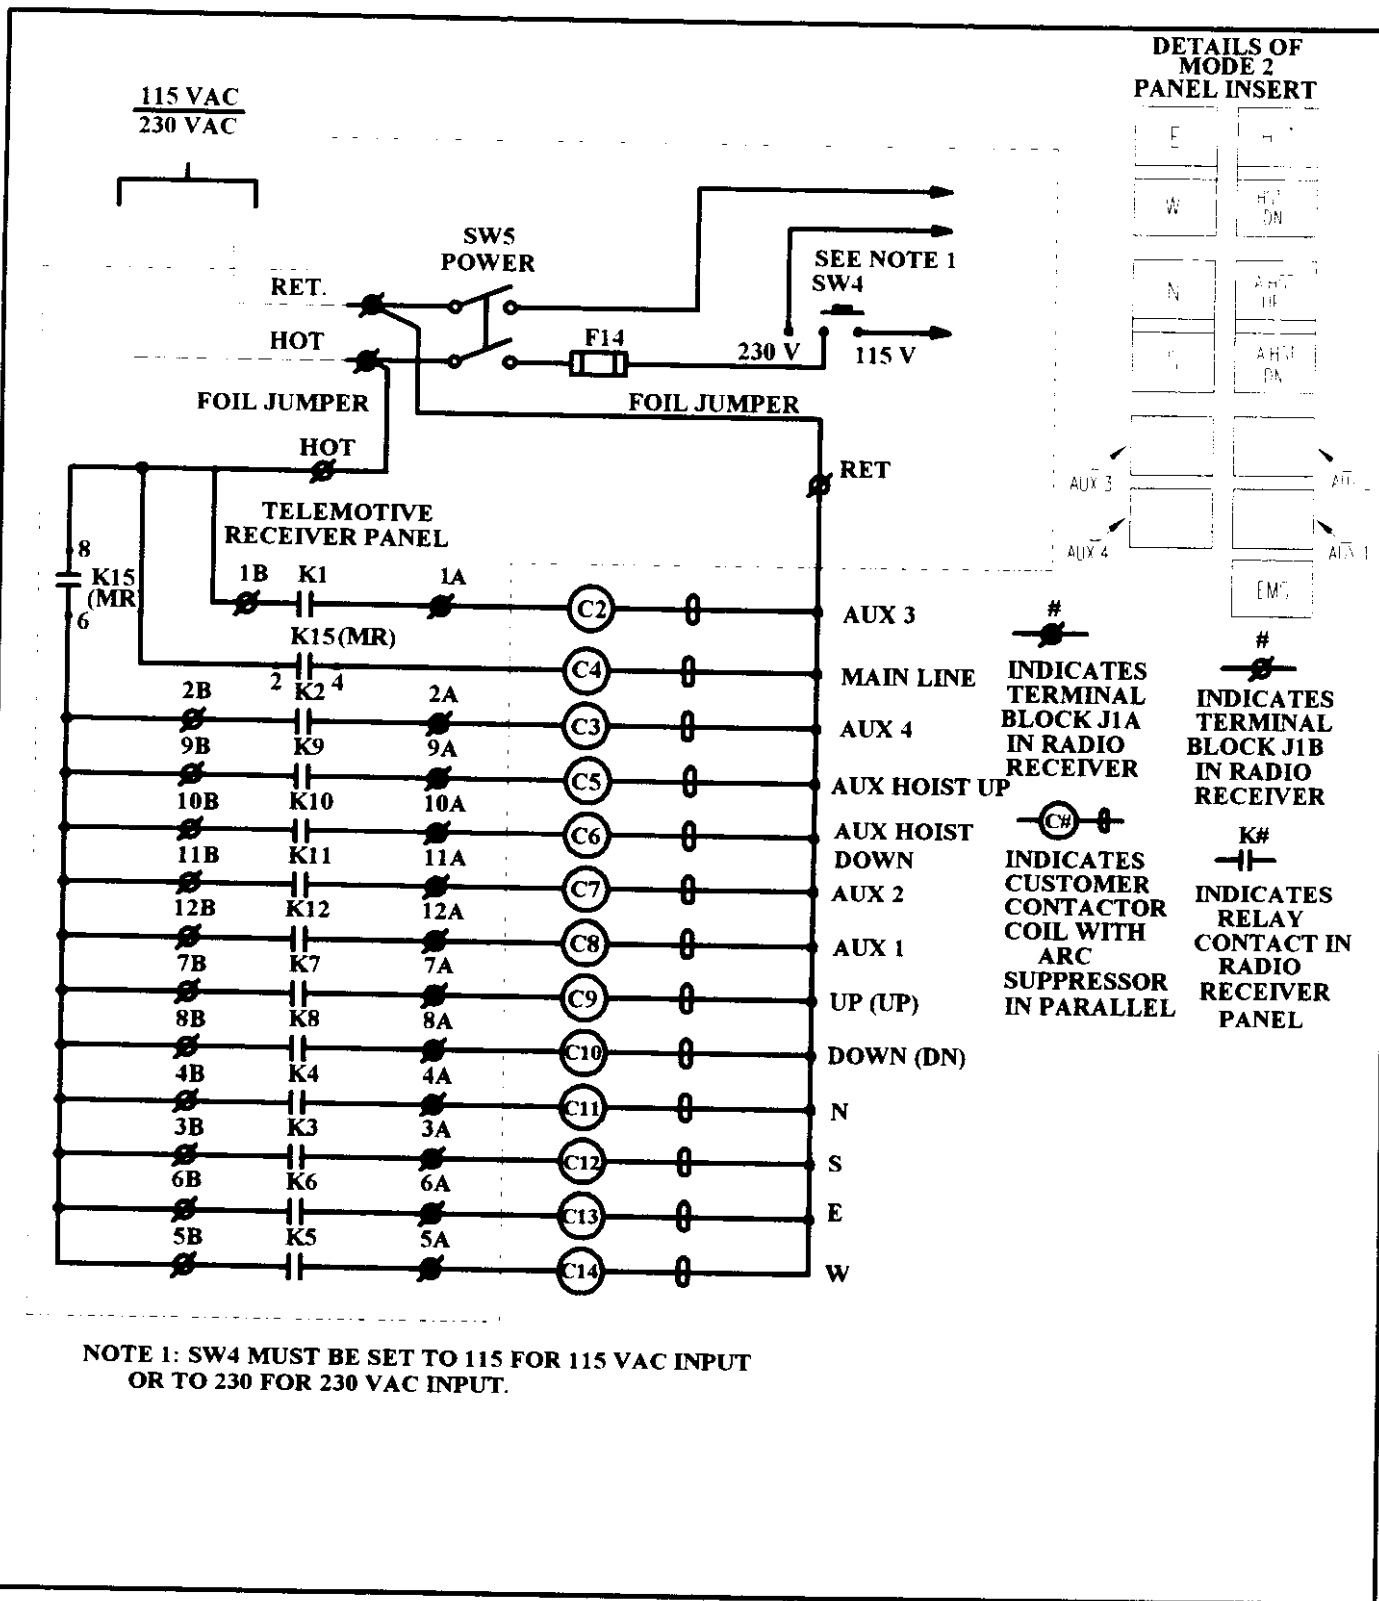 DETAILS OF
MODE 2
PANEL INSERT
115 VAC
230 VAC
E
W
DN
N
UP
A HST
DN
AUX 3
AUX 4
AUX 1
SW5
POWER
RET.
HOT
F14
SEE NOTE 1
SW4
230 V
115 V
FOIL JUMPER
FOIL JUMPER
HOT
RET
TELEMOTIVE
RECEIVER PANEL
8
K15
(MR
6
1B K1 1A
C2
AUX 3
K15(MR)
2 4
C4
MAIN LINE
2B K2 2A
C3
AUX 4
9B K9 9A
C5
AUX HOIST UP
10B K10 10A
C6
AUX HOIST
DOWN
11B K11 11A
C7
AUX 2
12B K12 12A
C8
AUX 1
7B K7 7A
C9
UP (UP)
8B K8 8A
C10
DOWN (DN)
4B K4 4A
C11
N
3B K3 3A
C12
S
6B K6 6A
C13
E
5B K5 5A
C14
W
#
INDICATES
TERMINAL
BLOCK J1A
IN RADIO
RECEIVER
#
INDICATES
TERMINAL
BLOCK J1B
IN RADIO
RECEIVER
C#
INDICATES
CUSTOMER
CONTACTOR
COIL WITH
ARC
SUPPRESSOR
IN PARALLEL
K#
INDICATES
RELAY
CONTACT IN
RADIO
RECEIVER
PANEL
NOTE 1: SW4 MUST BE SET TO 115 FOR 115 VAC INPUT
OR TO 230 FOR 230 VAC INPUT.